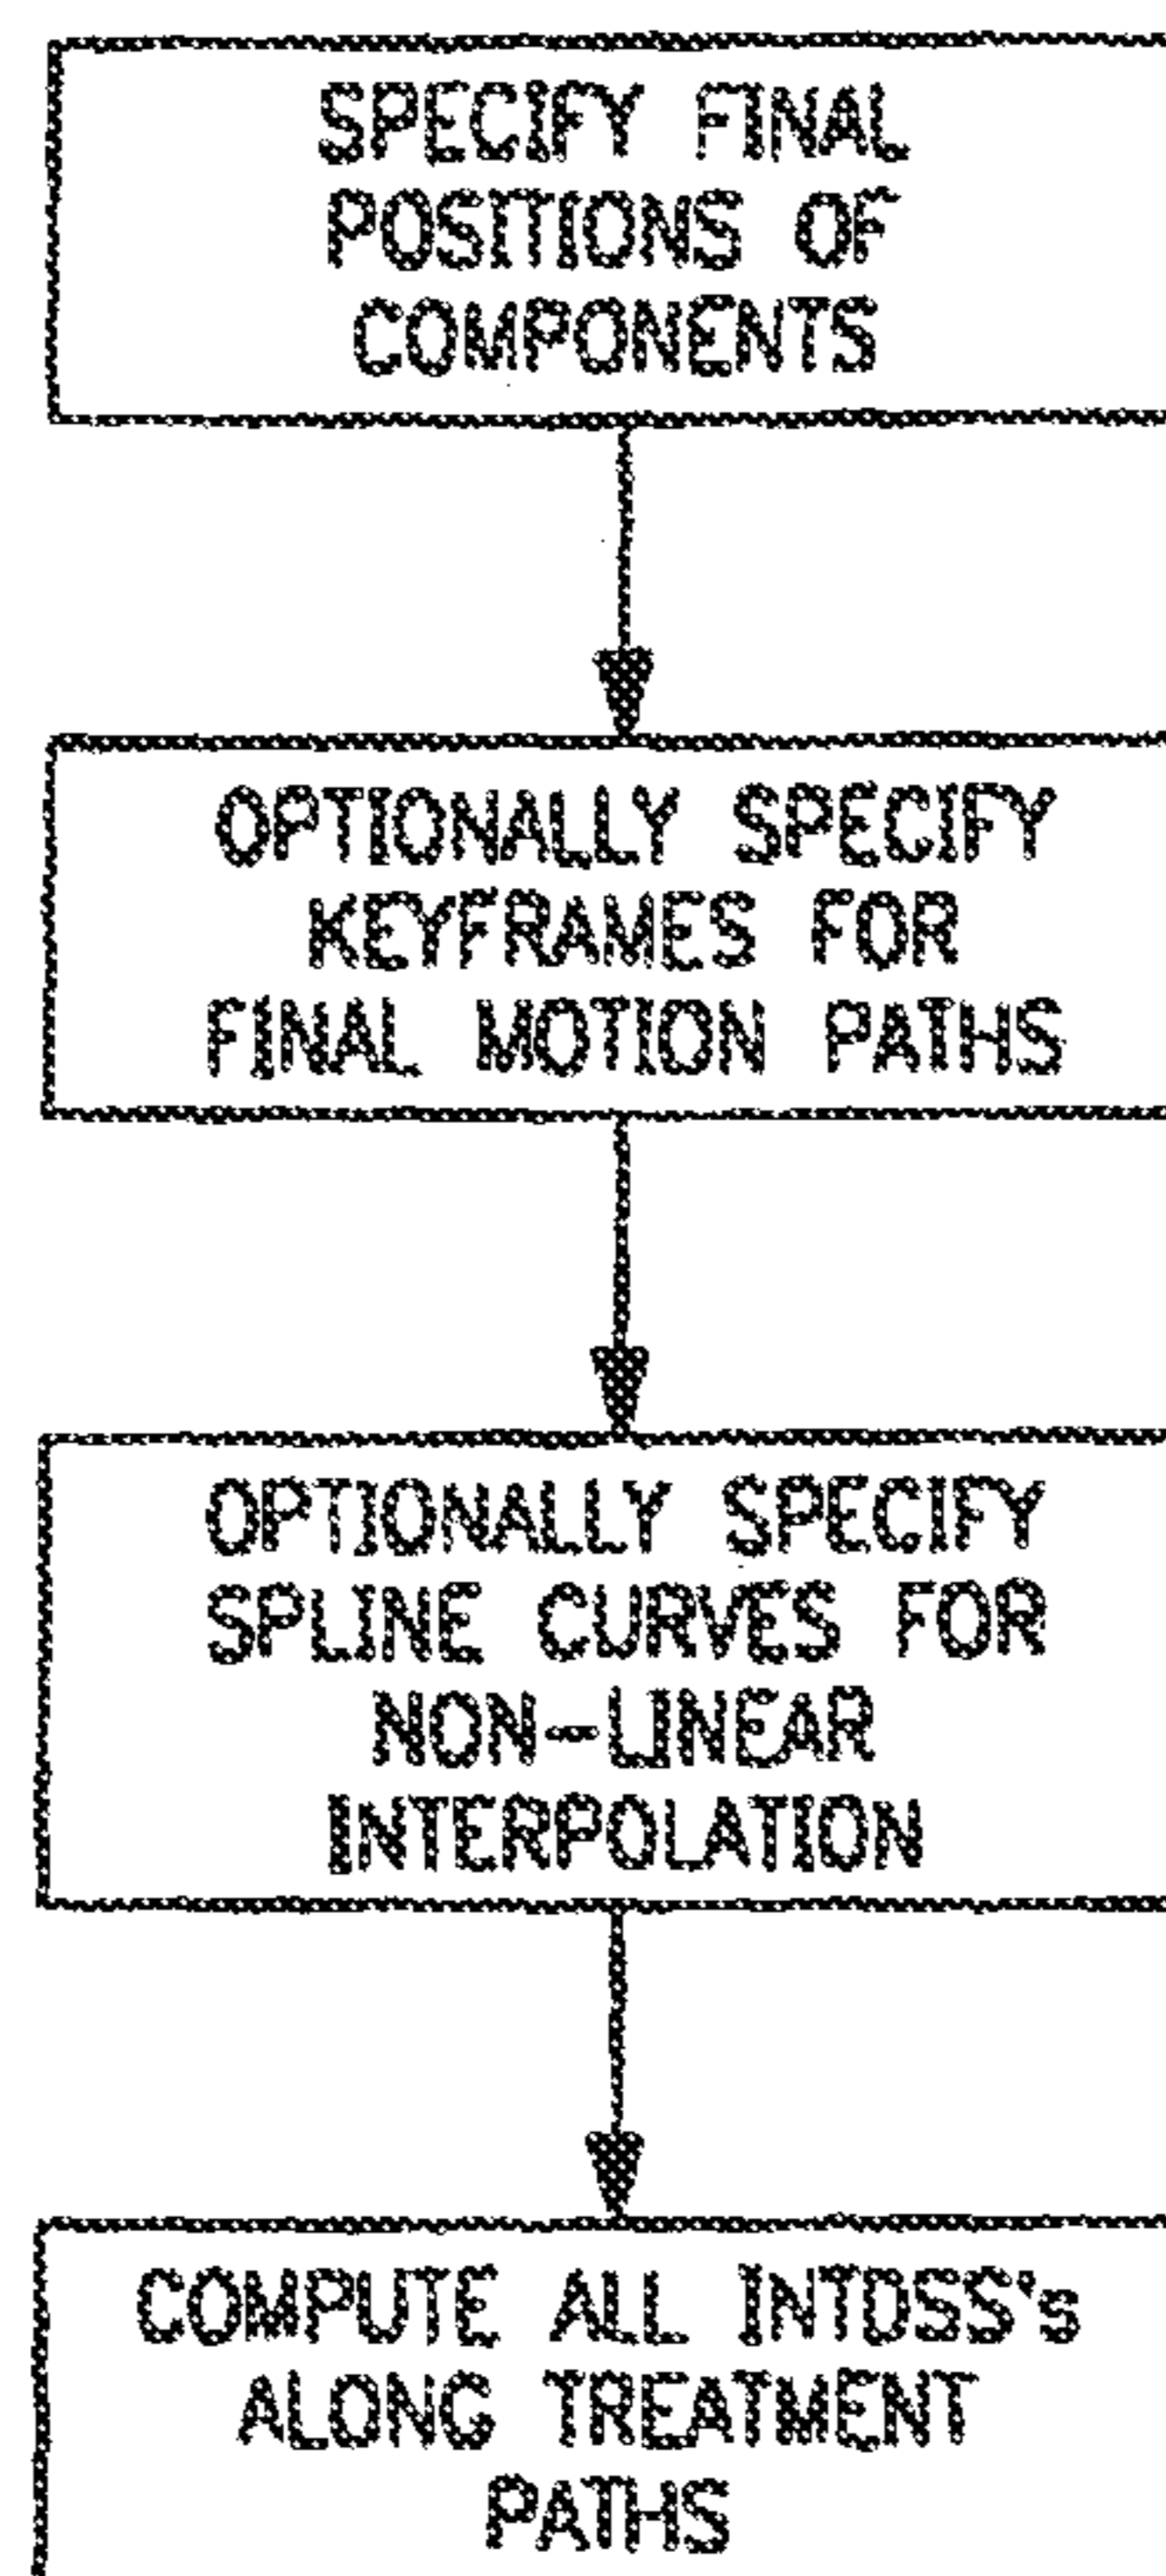 SPECIFY FINAL
POSITIONS OF
COMPONENTS
OPTIONALLY SPECIFY
KEYFRAMES FOR
FINAL MOTION PATHS
OPTIONALLY SPECIFY
SPLINE CURVES FOR
NON-LINEAR
INTERPOLATION
COMPUTE ALL INTDSS's
ALONG TREATMENT
PATHS